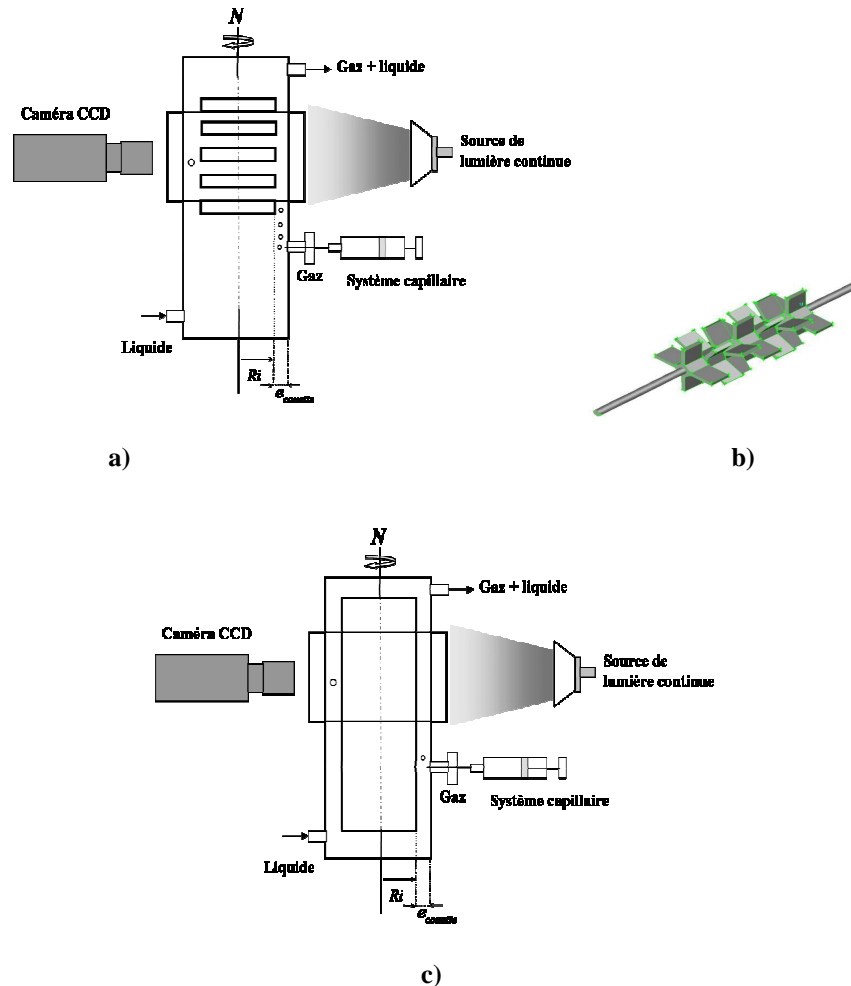 N
Gaz + liquide
Caméra CCD
Source de
lumière continue
Gaz
Système capillaire
Liquide
Ri
e
a)
b)
N
Gaz + liquide
Caméra CCD
Source de
lumière continue
Gaz
Système capillaire
Liquide
Ri
e
c)